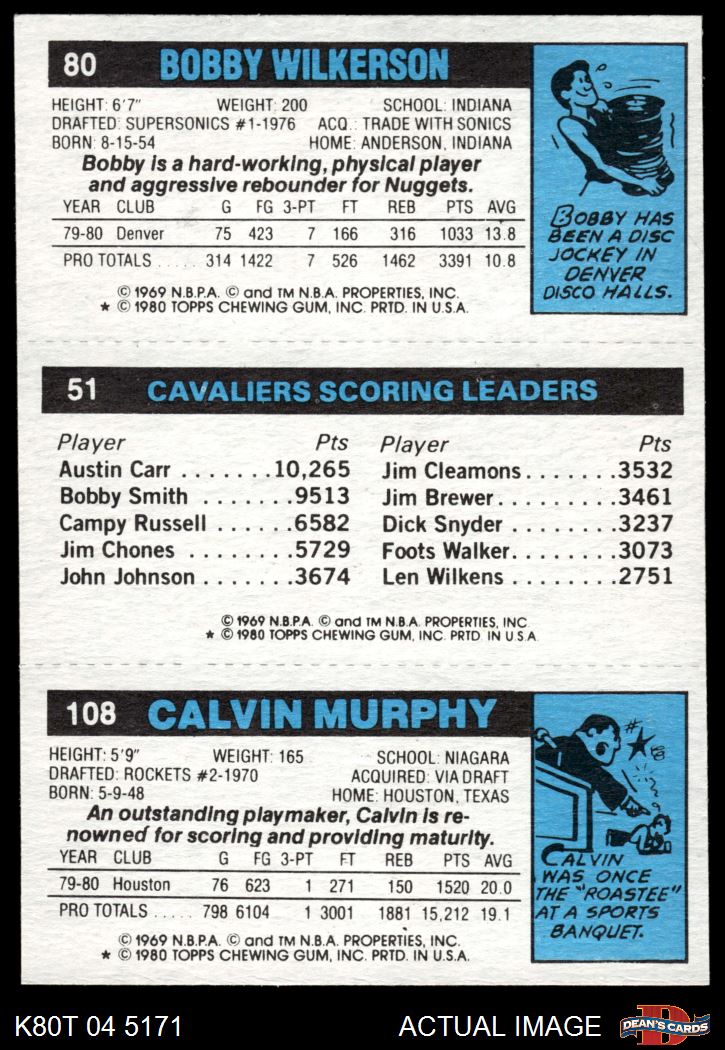 80 BOBBY WILKERSON
HEIGHT: 6'7" WEIGHT: 200 SCHOOL: INDIANA
DRAFTED: SUPERSONICS #1-1976 ACQ.: TRADE WITH SONICS
BORN: 8-15-54 HOME: ANDERSON, INDIANA
Bobby is a hard-working, physical player
and aggressive rebounder for Nuggets.
YEAR CLUB G FG 3-PT FT REB PTS AVG
79-80 Denver 75 423 7 166 316 1033 13.8
PRO TOTALS ..... 314 1422 7 526 1462 3391 10.8
© 1969 N.B.P.A. © and TM N.B.A. PROPERTIES, INC.
★ © 1980 TOPPS CHEWING GUM, INC. PRTD. IN U.S.A.
BOBBY HAS
BEEN A DISC
JOCKEY IN
DENVER
DISCO HALLS.
51 CAVALIERS SCORING LEADERS
Player Pts Player Pts
Austin Carr .......10,265 Jim Cleamons.......3532
Bobby Smith .......9513 Jim Brewer.........3461
Campy Russell ......6582 Dick Snyder ........3237
Jim Chones ........5729 Foots Walker........3073
John Johnson .......3674 Len Wilkens ........2751
© 1969 N.B.P.A. © and TM N.B.A. PROPERTIES, INC
★ © 1980 TOPPS CHEWING GUM, INC. PRTD IN U.S.A
108 CALVIN MURPHY
HEIGHT: 5'9" WEIGHT: 165 SCHOOL: NIAGARA
DRAFTED: ROCKETS #2-1970 ACQUIRED: VIA DRAFT
BORN: 5-9-48 HOME: HOUSTON, TEXAS
An outstanding playmaker, Calvin is re-
nowned for scoring and providing maturity.
YEAR CLUB G FG 3-PT FT REB PTS AVG
79-80 Houston 76 623 1 271 150 1520 20.0
PRO TOTALS ..... 798 6104 1 3001 1881 15,212 19.1
© 1969 N.B.P.A. © and TM N.B.A. PROPERTIES, INC.
★ © 1980 TOPPS CHEWING GUM, INC. PRTD. IN U.S.A.
CALVIN
WAS ONCE
THE "ROASTEE"
AT A SPORTS
BANQUET.
K80T 04 5171 ACTUAL IMAGE DEAN'S CARDS